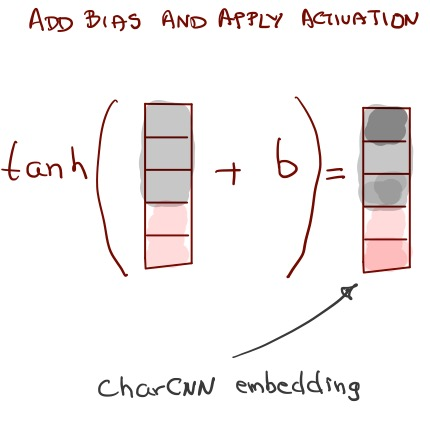 ADD BIAS AND APPLY ACTIVATION
tanh( + b)=
CharCNN embedding